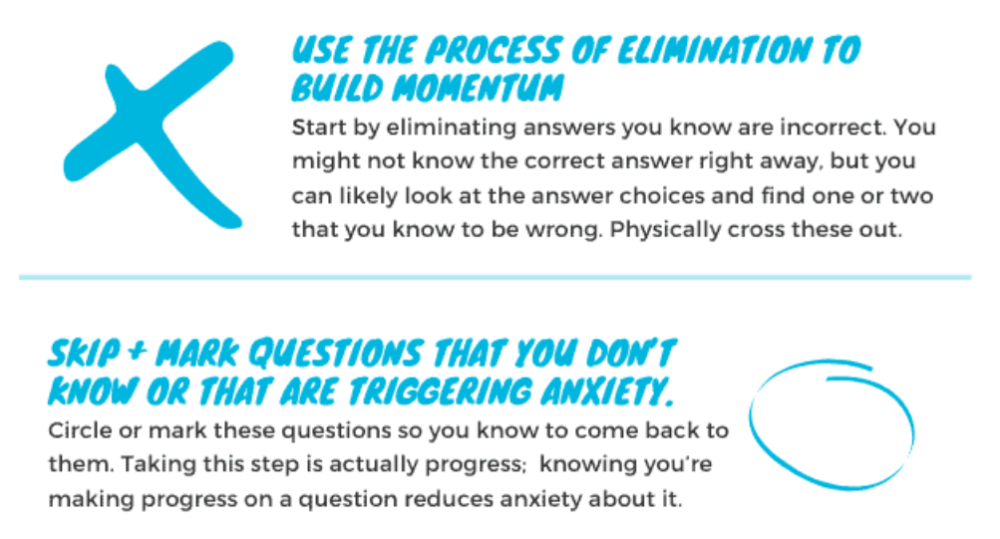 USE THE PROCESS OF ELIMINATION TO
BUILD MOMENTUM
Start by eliminating answers you know are incorrect. You
might not know the correct answer right away, but you
can likely look at the answer choices and find one or two
that you know to be wrong. Physically cross these out.
SKIP + MARK QUESTIONS THAT YOU DON'T
KNOW OR THAT ARE TRIGGERING ANXIETY.
Circle or mark these questions so you know to come back to
them. Taking this step is actually progress;  knowing you're
making progress on a question reduces anxiety about it.